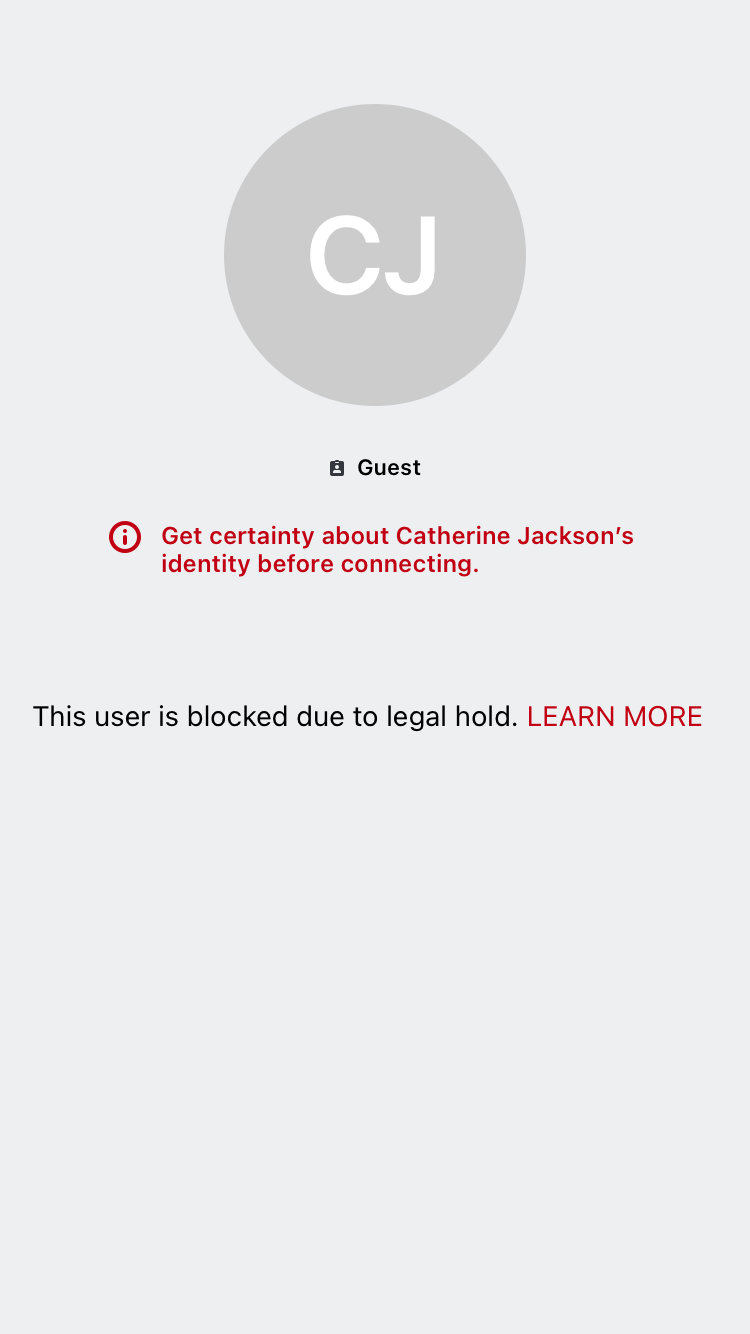 CJ
Guest
Get certainty about Catherine Jackson’s
identity before connecting.
This user is blocked due to legal hold. LEARN MORE